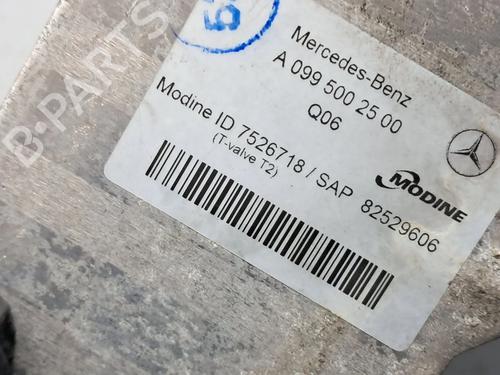 Mercedes-Benz
A 099 500 25 00
Q06
Modine ID 7526718 / SAP 82529606
(T-valve T2)
MODINE
B-PARTS